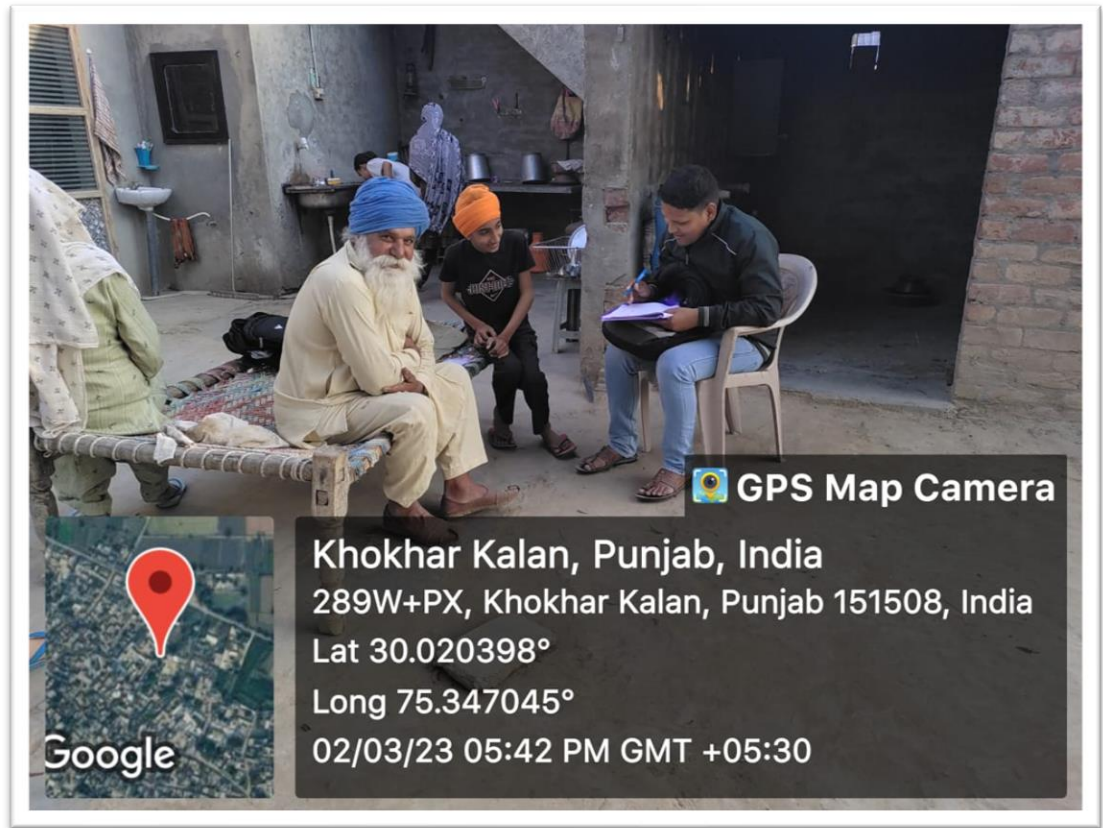 GPS Map Camera
Khokhar Kalan, Punjab, India
289W+PX, Khokhar Kalan, Punjab 151508, India
Lat 30.020398°
Long 75.347045°
02/03/23 05:42 PM GMT +05:30
Google